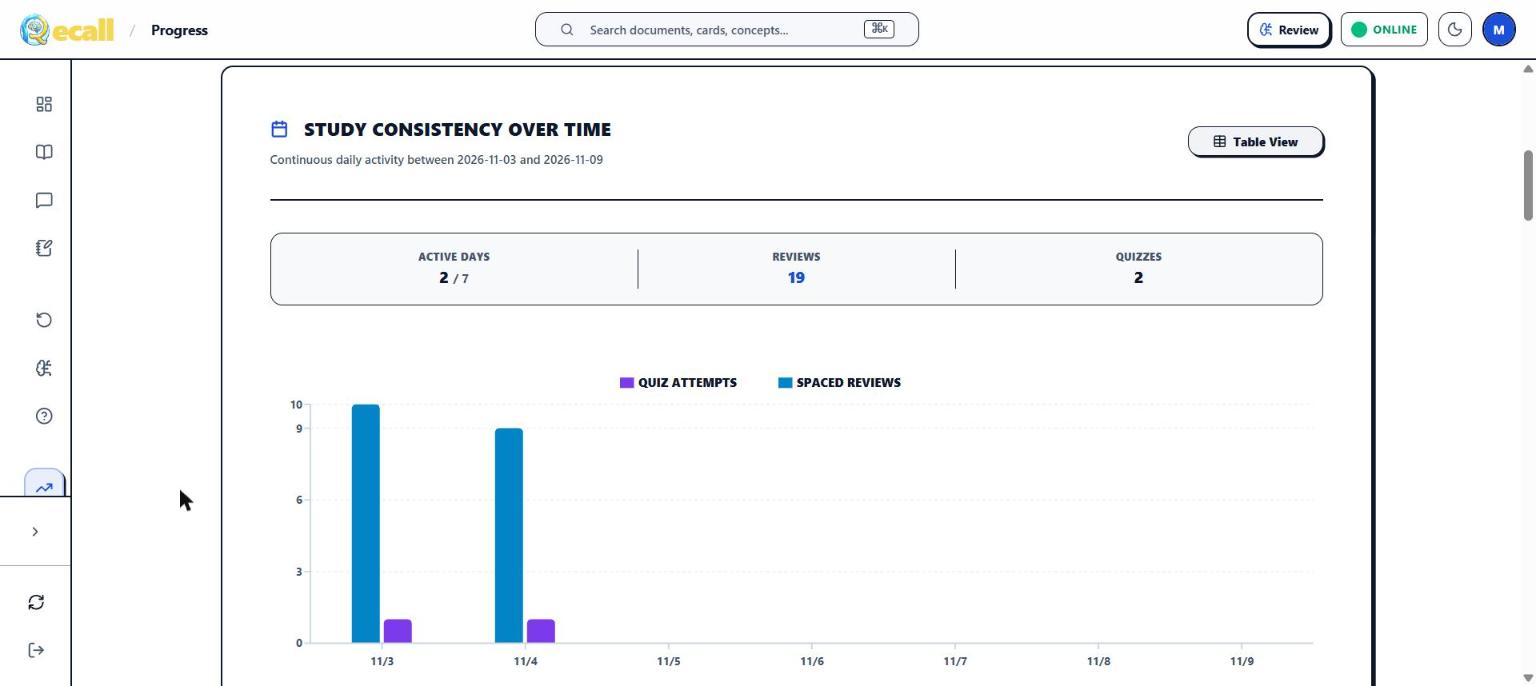 Recall / Progress
Search documents, cards, concepts... ⌘K
Review
ONLINE
M
STUDY CONSISTENCY OVER TIME
Continuous daily activity between 2026-11-03 and 2026-11-09
Table View
ACTIVE DAYS
2 / 7
REVIEWS
19
QUIZZES
2
QUIZ ATTEMPTS
SPACED REVIEWS
10
9
6
3
0
11/3 11/4 11/5 11/6 11/7 11/8 11/9